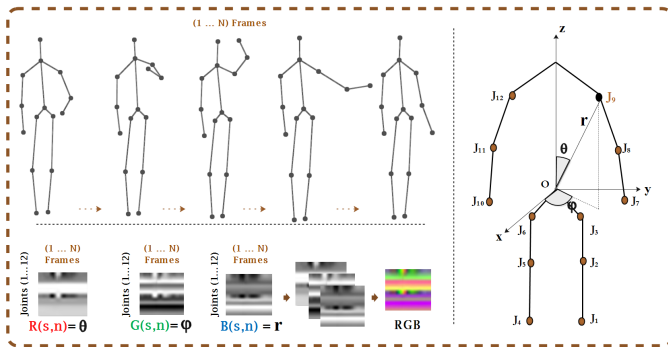 (1 ... N) Frames
(1 ... N)
Frames
(1 ... N)
Frames
(1 ... N)
Frames
Joints (1...12)
Joints (1...12)
Joints (1...12)
R(s,n)= θ
G(s,n)= φ
B(s,n) = r
RGB
z
J12
J9
r
J11
θ
J8
O
y
J10
J7
φ
x
J6
J3
J5
J2
J4
J1